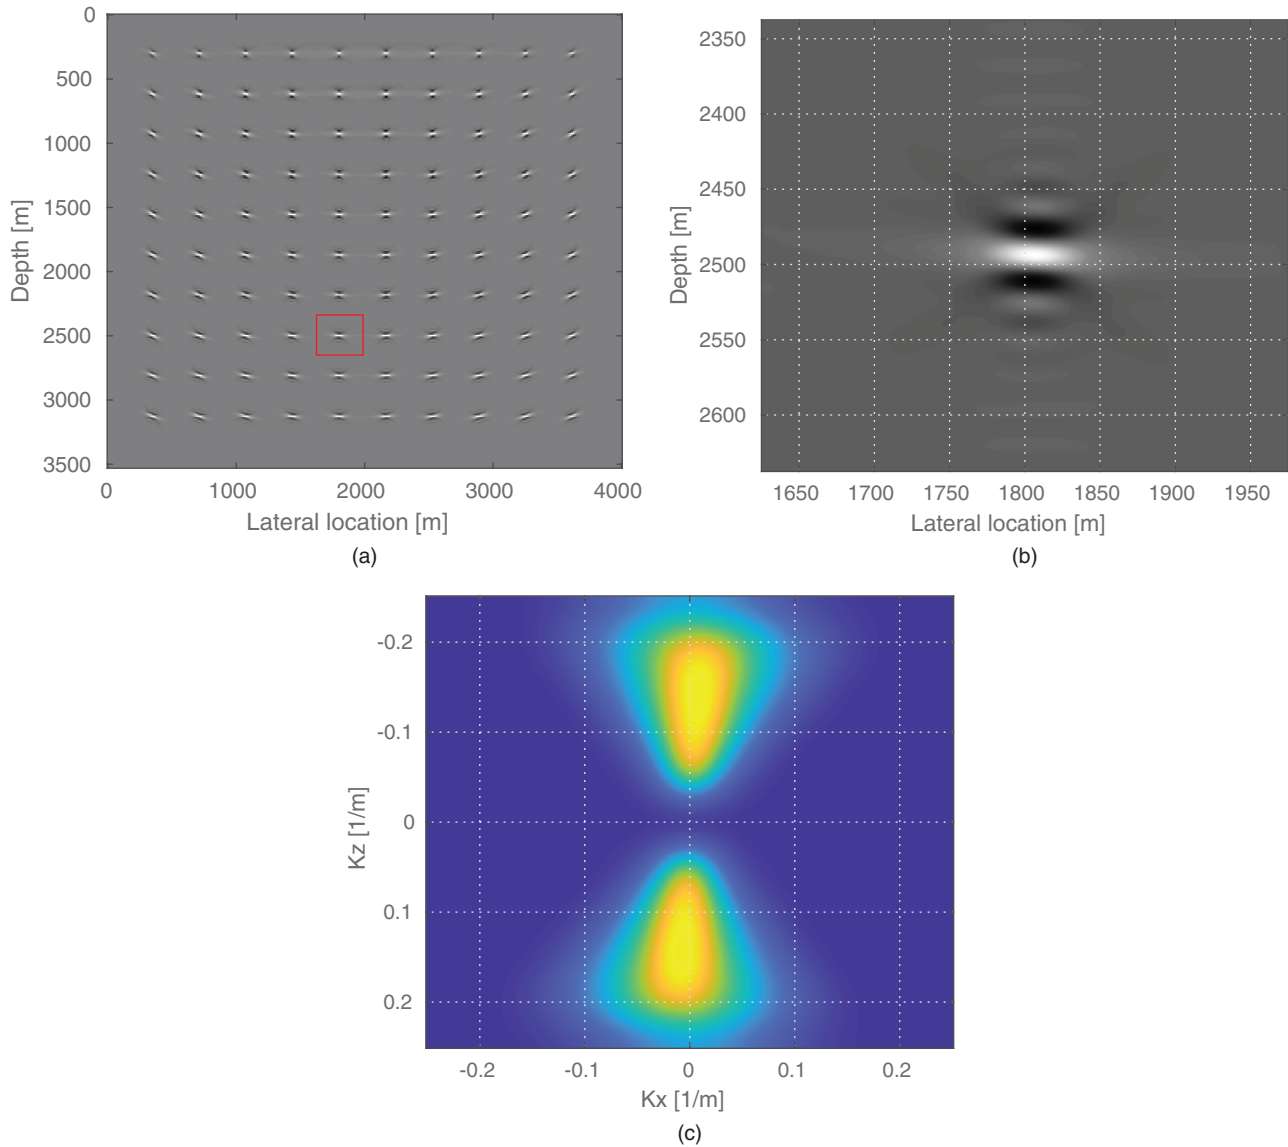 0
500
1000
1500
2000
2500
3000
3500
Depth [m]
0 1000 2000 3000 4000
Lateral location [m]
(a)
2350
2400
2450
2500
2550
2600
Depth [m]
1650 1700 1750 1800 1850 1900 1950
Lateral location [m]
(b)
-0.2
-0.1
0
0.1
0.2
Kz [1/m]
-0.2 -0.1 0 0.1 0.2
Kx [1/m]
(c)